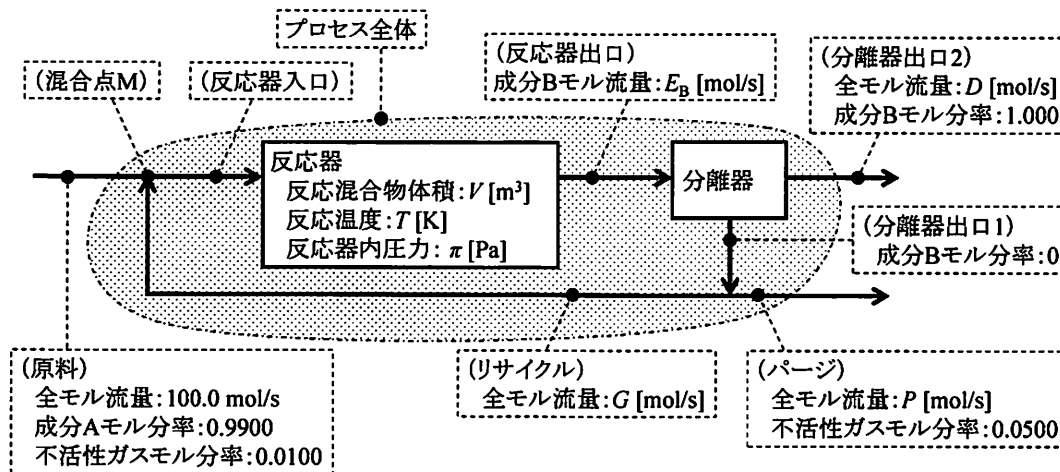 プロセス全体
(混合点M)
(反応器入口)
(反応器出口)
成分Bモル流量:E_B [mol/s]
(分離器出口2)
全モル流量:D [mol/s]
成分Bモル分率:1.000
反応器
反応混合物体積:V [m³]
反応温度:T [K]
反応器内圧力: π [Pa]
分離器
(分離器出口1)
成分Bモル分率:0
(原料)
全モル流量:100.0 mol/s
成分Aモル分率:0.9900
不活性ガスモル分率:0.0100
(リサイクル)
全モル流量:G [mol/s]
(パージ)
全モル流量:P [mol/s]
不活性ガスモル分率:0.0500